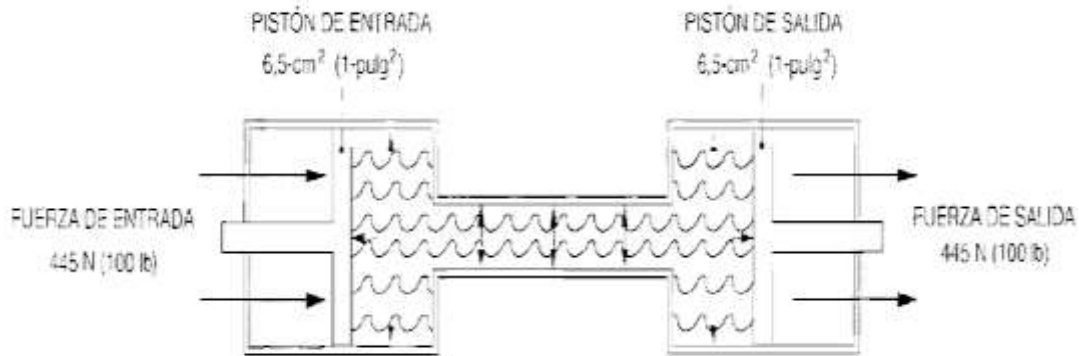 PISTÓN DE ENTRADA
6,5-cm² (1-pulg²)
PISTÓN DE SALIDA
6,5-cm² (1-pulg²)
FUERZA DE ENTRADA
445 N (100 lb)
FUERZA DE SALIDA
445 N (100 lb)